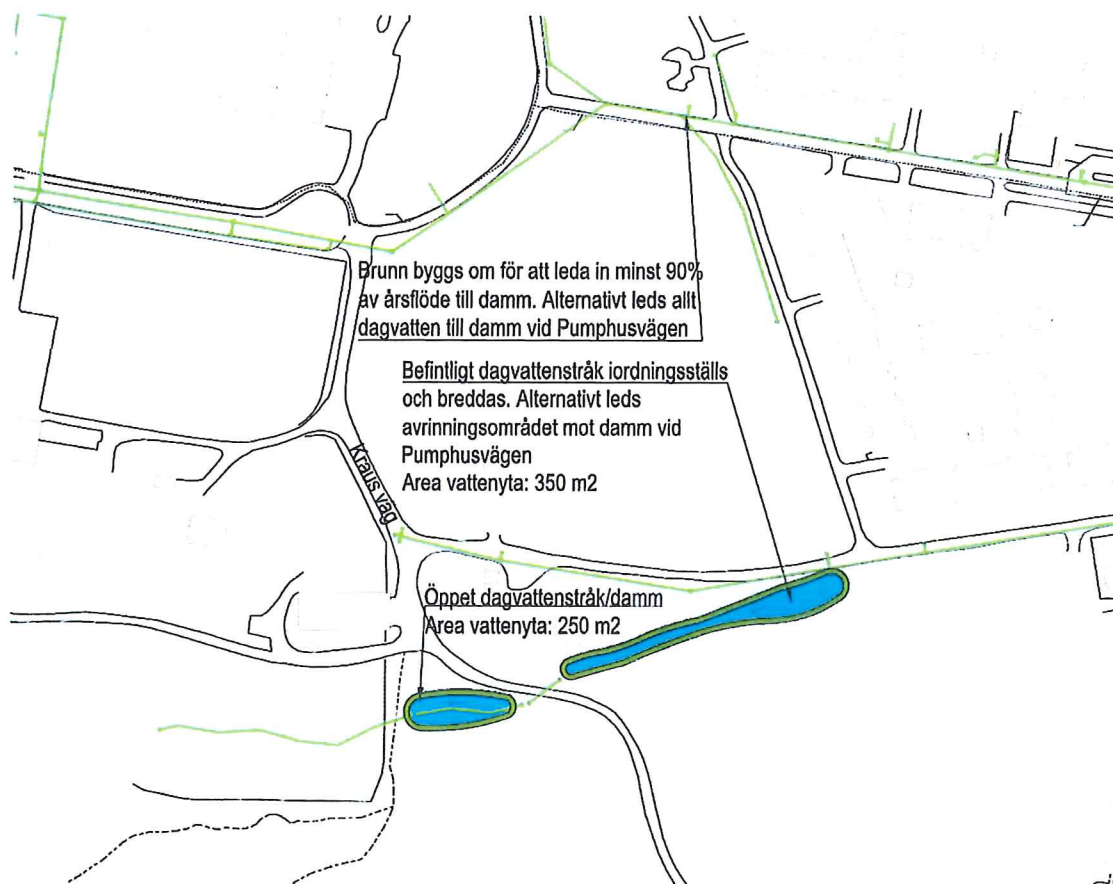 Brunn byggs om för att leda in minst 90%
av årsflöde till damm. Alternativt leds allt
dagvatten till damm vid Pumphusvägen
Befintligt dagvattenstråk iordningsställs
och breddas. Alternativt leds
avrinningsområdet mot damm vid
Pumphusvägen
Area vattenyta: 350 m2
Kraus väg
Öppet dagvattenstråk/damm
Area vattenyta: 250 m2